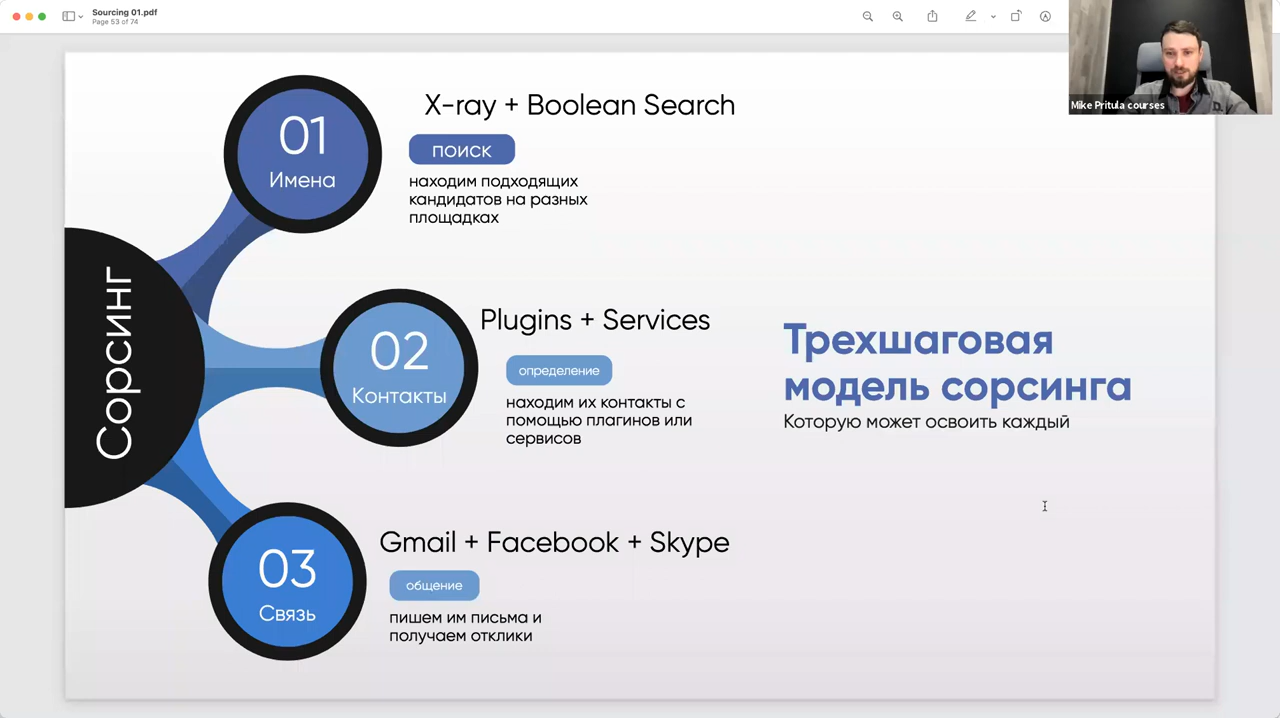 Sourcing 01.pdf
Page 53 of 74
Mike Pritula courses
01
Имена
X-ray + Boolean Search
поиск
находим подходящих
кандидатов на разных
площадках
Сорсинг
02
Контакты
Plugins + Services
определение
находим их контакты с
помощью плагинов или
сервисов
Трехшаговая
модель сорсинга
Которую может освоить каждый
03
Связь
Gmail + Facebook + Skype
общение
пишем им письма и
получаем отклики